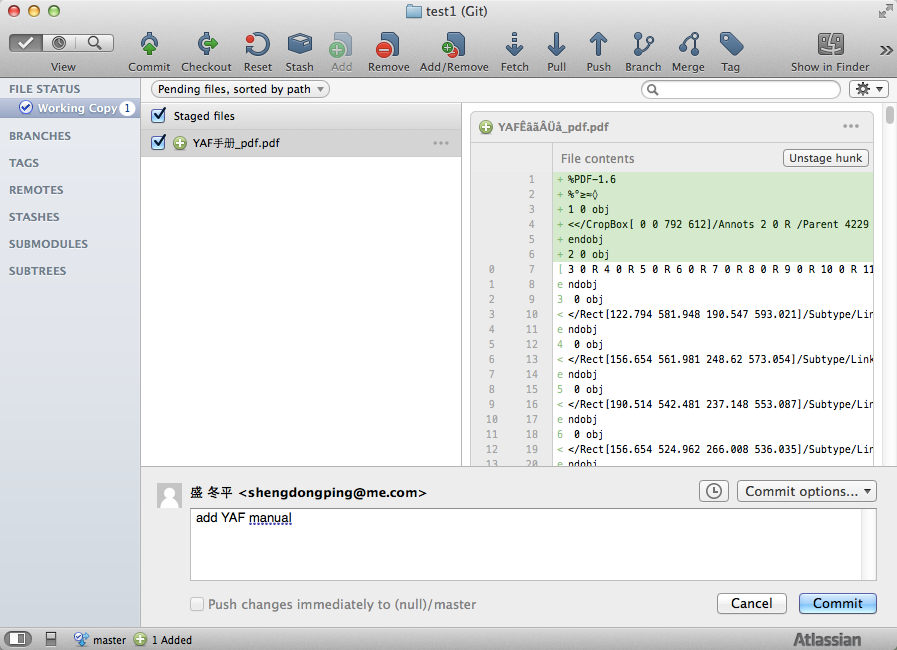 test1 (Git)
View
Commit
Checkout
Reset
Stash
Add
Remove
Add/Remove
Fetch
Pull
Push
Branch
Merge
Tag
Show in Finder
FILE STATUS
Working Copy 1
BRANCHES
TAGS
REMOTES
STASHES
SUBMODULES
SUBTREES
Pending files, sorted by path
Staged files
YAF手册_pdf.pdf
YAFÊâãÂÜå_pdf.pdf
File contents
Unstage hunk
1 + %PDF-1.6
2 + %°≥≈◊
3 + 1 0 obj
4 + <</CropBox[ 0 0 792 612]/Annots 2 0 R /Parent 4229
5 + endobj
6 + 2 0 obj
0 7 [ 3 0 R 4 0 R 5 0 R 6 0 R 7 0 R 8 0 R 9 0 R 10 0 R 11
1 8 e ndobj
2 9 3 0 obj
3 10 < </Rect[122.794 581.948 190.547 593.021]/Subtype/Lin
4 11 e ndobj
5 12 4 0 obj
6 13 < </Rect[156.654 561.981 248.62 573.054]/Subtype/Link
7 14 e ndobj
8 15 5 0 obj
9 16 < </Rect[190.514 542.481 237.148 553.087]/Subtype/Lin
10 17 e ndobj
11 18 6 0 obj
12 19 < </Rect[156.654 524.962 266.008 536.035]/Subtype/Lin
13 20 e ndobj
盛 冬平 <shengdongping@me.com>
Commit options...
add YAF manual
Push changes immediately to (null)/master
Cancel
Commit
master
1 Added
Atlassian